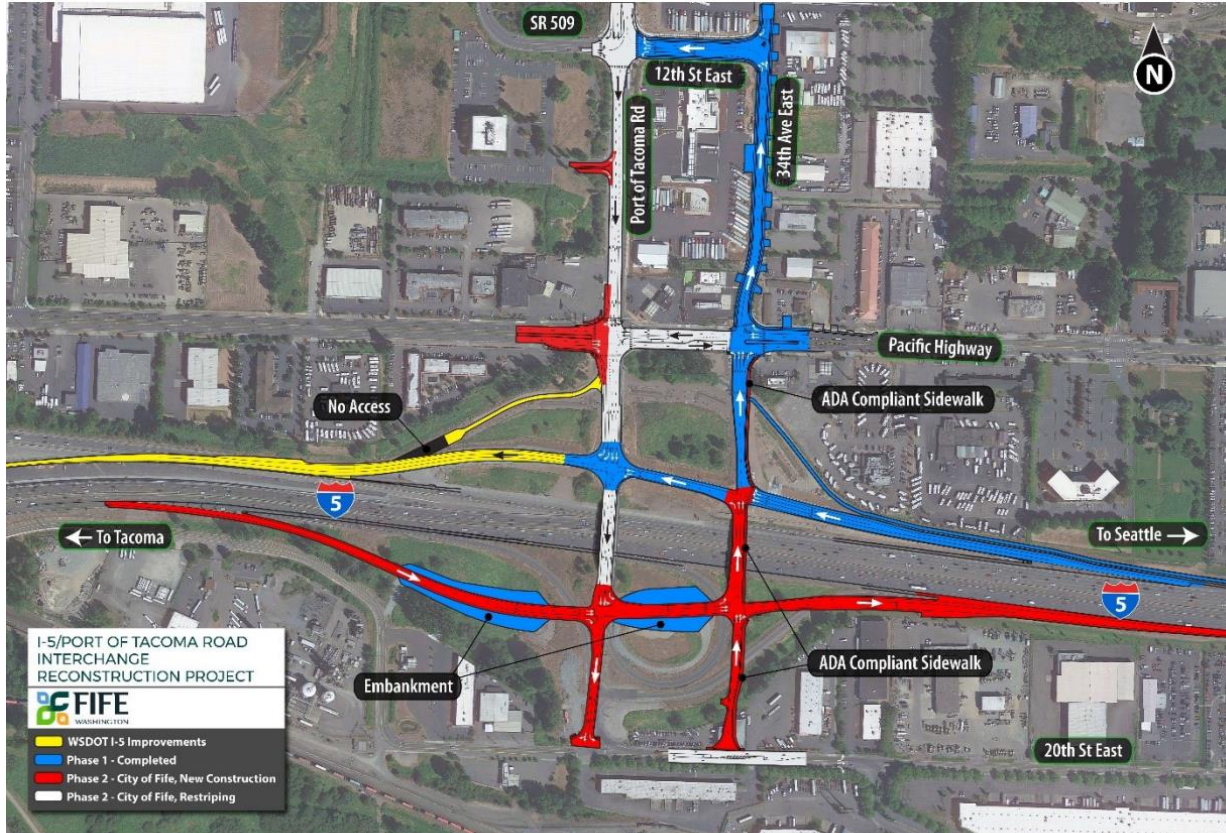 SR 509
N
12th St East
Port of Tacoma Rd
34th Ave East
Pacific Highway
No Access
ADA Compliant Sidewalk
5
To Tacoma
To Seattle
5
Embankment
ADA Compliant Sidewalk
20th St East
I-5/PORT OF TACOMA ROAD
INTERCHANGE
RECONSTRUCTION PROJECT
FIFE
WASHINGTON
WSDOT I-5 Improvements
Phase 1 - Completed
Phase 2 - City of Fife, New Construction
Phase 2 - City of Fife, Restriping